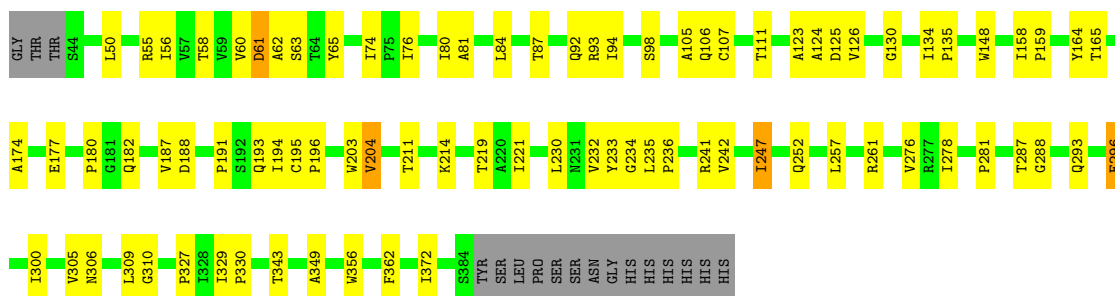 GLY THR THR S44 L50 R55 I56 V57 T58 V59 V60 D61 A62 S63 T64 Y65 I74 P75 I76 I80 A81 L84 T87 Q92 R93 I94 S98 A105 Q106 C107 T111 A123 A124 D125 V126 G130 I134 P135 W148 I158 P159 Y164 T165
A174 E177 P180 G181 Q182 V187 D188 P191 S192 Q193 I194 C195 P196 W203 V204 T211 K214 T219 A220 I221 L230 N231 V232 Y233 G234 L235 P236 R241 V242 I247 Q252 L257 R261 V276 R277 I278 P281 T287 G288 Q293
I300 V305 N306 L309 G310 P327 I328 I329 P330 T343 A349 W356 F362 I372 S384 TYR SER LEU PRO SER SER ASN GLY HIS HIS HIS HIS HIS HIS